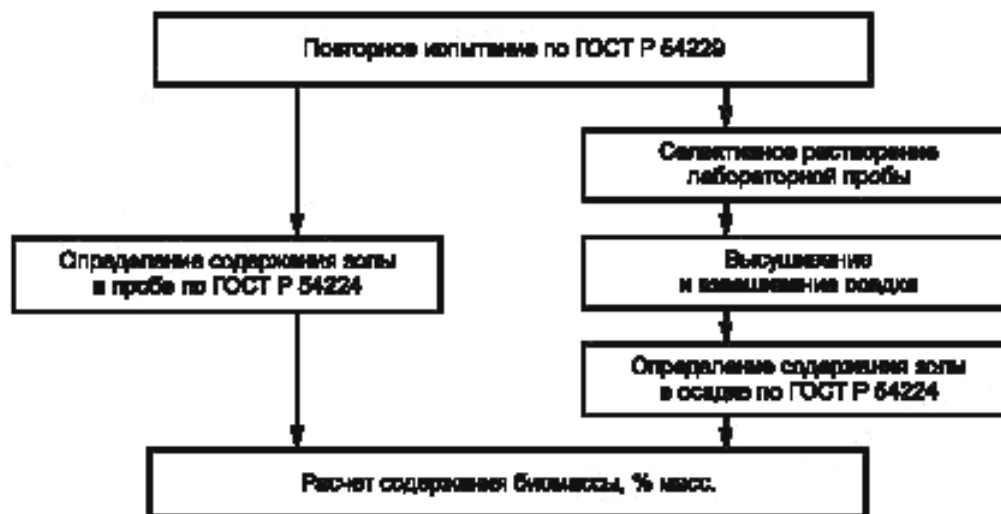 Повторное испытание по ГОСТ Р 54229
Селективное растворение
лабораторной пробы
Определение содержания золы
в пробе по ГОСТ Р 54224
Высушивание
и взвешивание осадка
Определение содержания золы
в осадке по ГОСТ Р 54224
Расчет содержания биомассы, % масс.